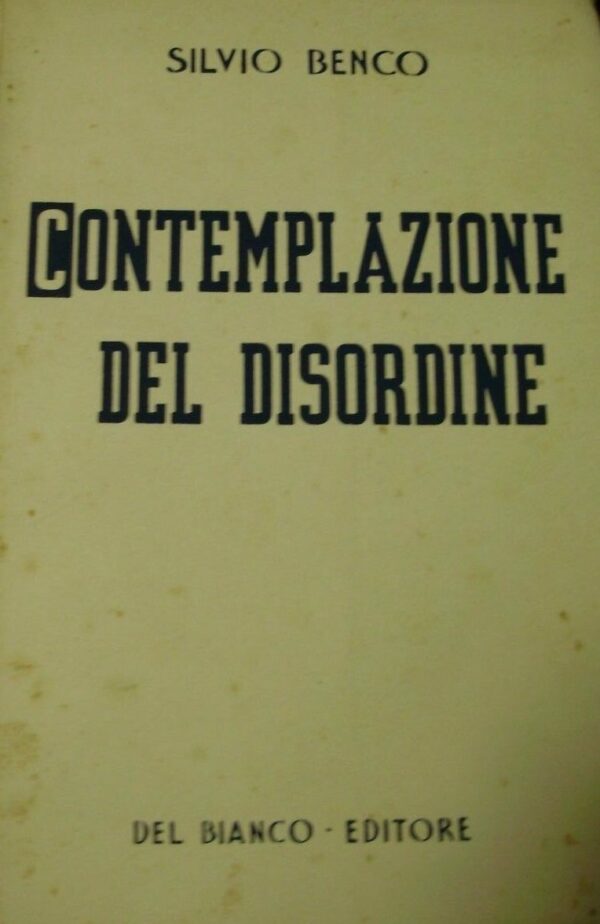 SILVIO BENCO
CONTEMPLAZIONE
DEL DISORDINE
DEL BIANCO - EDITORE